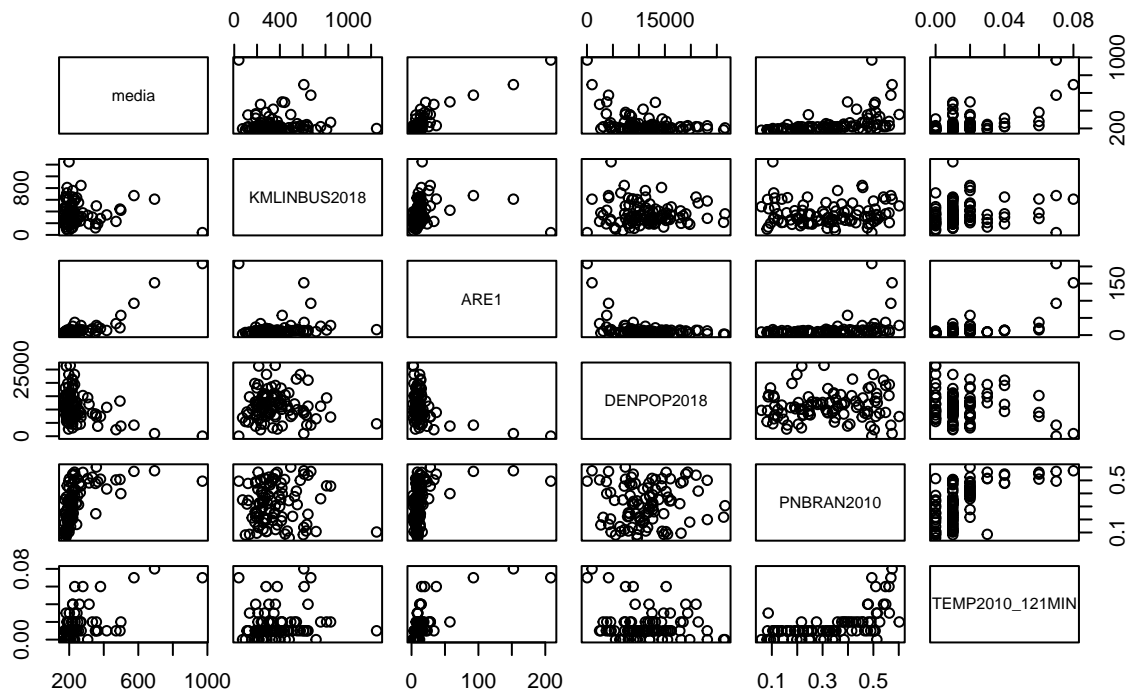 0 400 1000 0 15000 0.00 0.04 0.08
media 200 1000
0 800 KMLINBUS2018
ARE1 0 150
0 25000 DENPOP2018
PNBRAN2010 0.1 0.5
0.00 0.08 TEMP2010_121MIN
200 600 1000 0 100 200 0.1 0.3 0.5